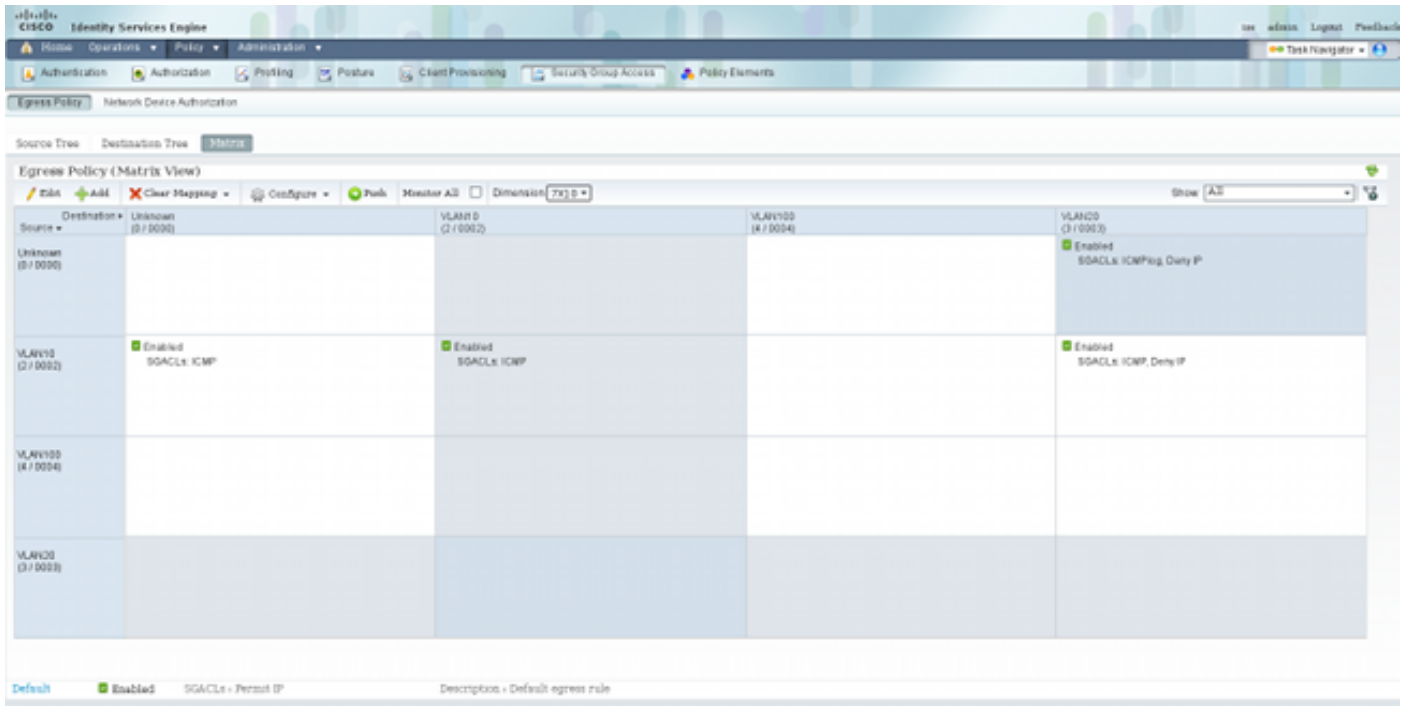 CISCO Identity Services Engine
ise admin Logout Feedback
Home Operations Policy Administration
Task Navigator
Authentication Authorization Profiling Posture Client Provisioning Security Group Access Policy Elements
Egress Policy Network Device Authorization
Source Tree Destination Tree Matrix
Egress Policy (Matrix View)
Edit Add Clear Mapping Configure Push Monitor All Dimension 7X10 Show All
Destination Unknown VLAN10 VLAN100 VLAN20
Source (0 / 0000) (2 / 0002) (4 / 0004) (3 / 0003)
Unknown
(0 / 0000)
Enabled
SGACLs: ICMPlog, Deny IP
VLAN10
(2 / 0002)
Enabled Enabled Enabled
SGACLs: ICMP SGACLs: ICMP SGACLs: ICMP, Deny IP
VLAN100
(4 / 0004)
VLAN20
(3 / 0003)
Default Enabled SGACLs : Permit IP Description : Default egress rule